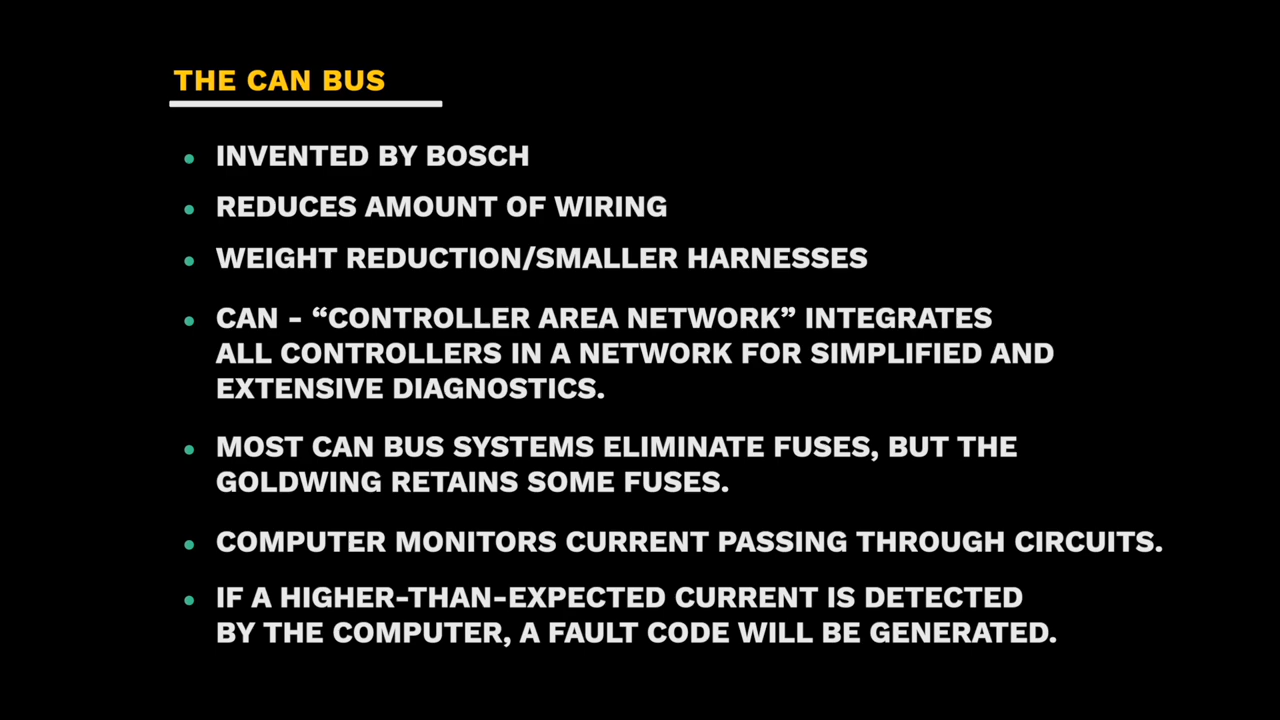 THE CAN BUS
• INVENTED BY BOSCH
• REDUCES AMOUNT OF WIRING
• WEIGHT REDUCTION/SMALLER HARNESSES
• CAN - “CONTROLLER AREA NETWORK” INTEGRATES
ALL CONTROLLERS IN A NETWORK FOR SIMPLIFIED AND
EXTENSIVE DIAGNOSTICS.
• MOST CAN BUS SYSTEMS ELIMINATE FUSES, BUT THE
GOLDWING RETAINS SOME FUSES.
• COMPUTER MONITORS CURRENT PASSING THROUGH CIRCUITS.
• IF A HIGHER-THAN-EXPECTED CURRENT IS DETECTED
BY THE COMPUTER, A FAULT CODE WILL BE GENERATED.